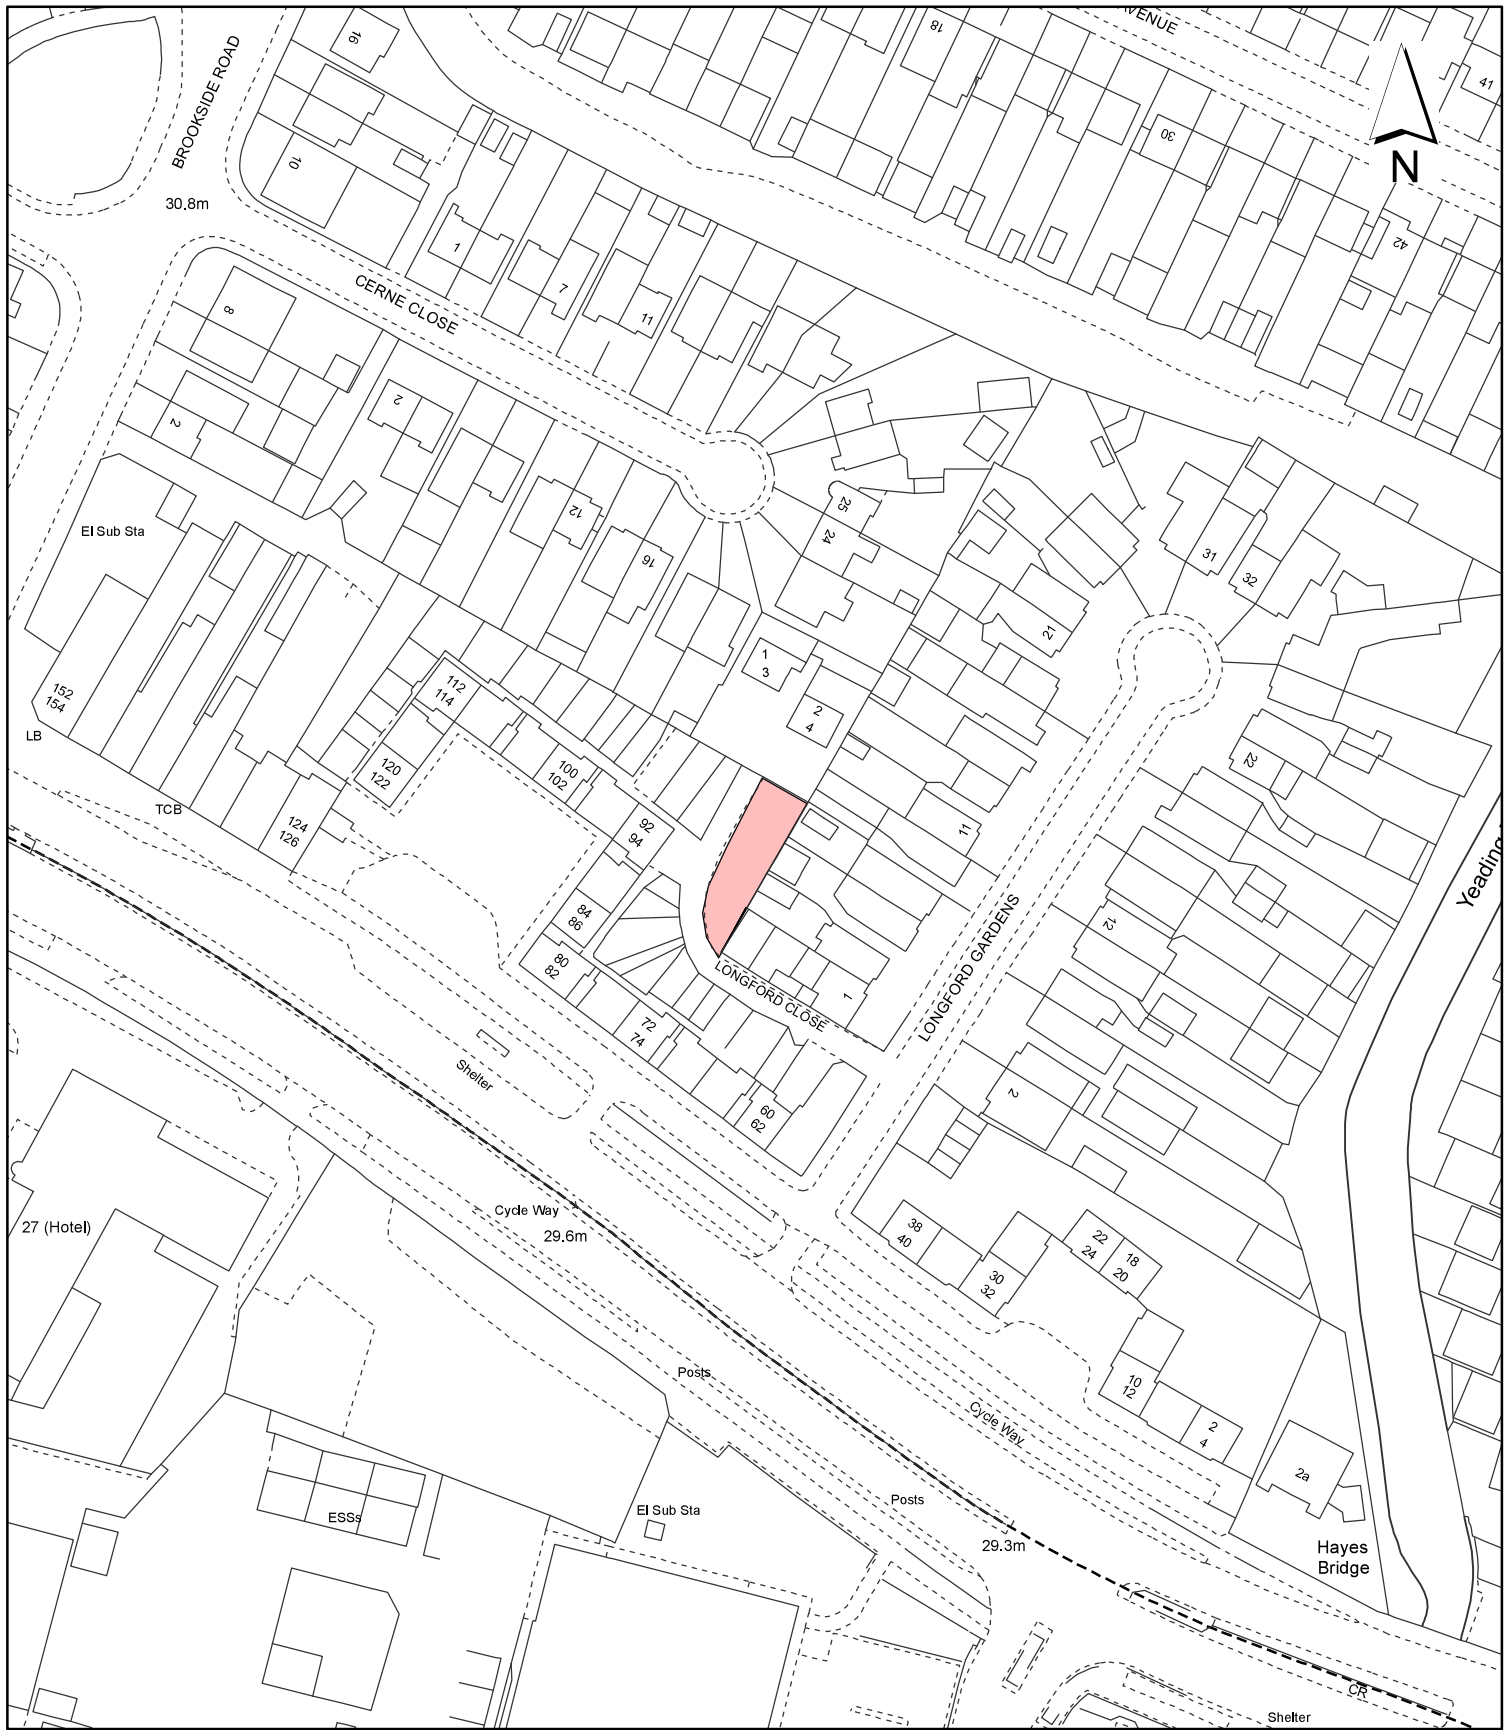 AVENUE
16
18
41
BROOKSIDE ROAD
N
30
10
30.8m
42
1
7
CERNE CLOSE
8
11
2
2
25
12
24
El Sub Sta
31
16
32
21
1
3
112
114
152
154
2
4
LB
22
120
122
100
102
TCB
124
126
92
94
11
Yeading
84
86
LONGFORD GARDENS
12
80
82
LONGFORD CLOSE
1
72
74
Shelter
2
60
62
Cycle Way
29.6m
27 (Hotel)
38
40
22
24
18
20
30
32
Posts
10
12
Cycle Way
2
4
2a
ESSs
El Sub Sta
Posts
29.3m
Hayes
Bridge
CR
Shelter